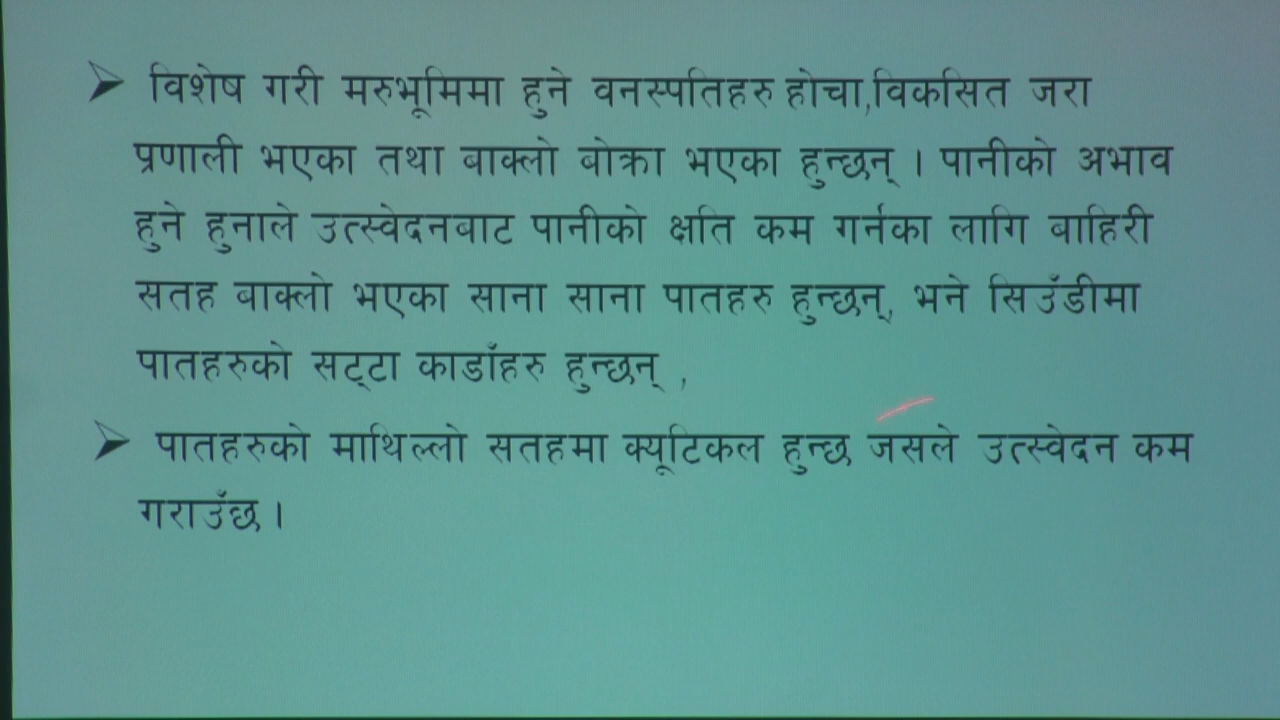 ➢ विशेष गरी मरुभूमिमा हुने वनस्पतिहरु होचा,विकसित जरा
प्रणाली भएका तथा बाक्लो बोक्रा भएका हुन्छन् । पानीको अभाव
हुने हुनाले उत्स्वेदनबाट पानीको क्षति कम गर्नका लागि बाहिरी
सतह बाक्लो भएका साना साना पातहरु हुन्छन्, भने सिउँडीमा
पातहरुको सट्टा काडाँहरु हुन्छन् ,
➢ पातहरुको माथिल्लो सतहमा क्यूटिकल हुन्छ जसले उत्स्वेदन कम
गराउँछ ।